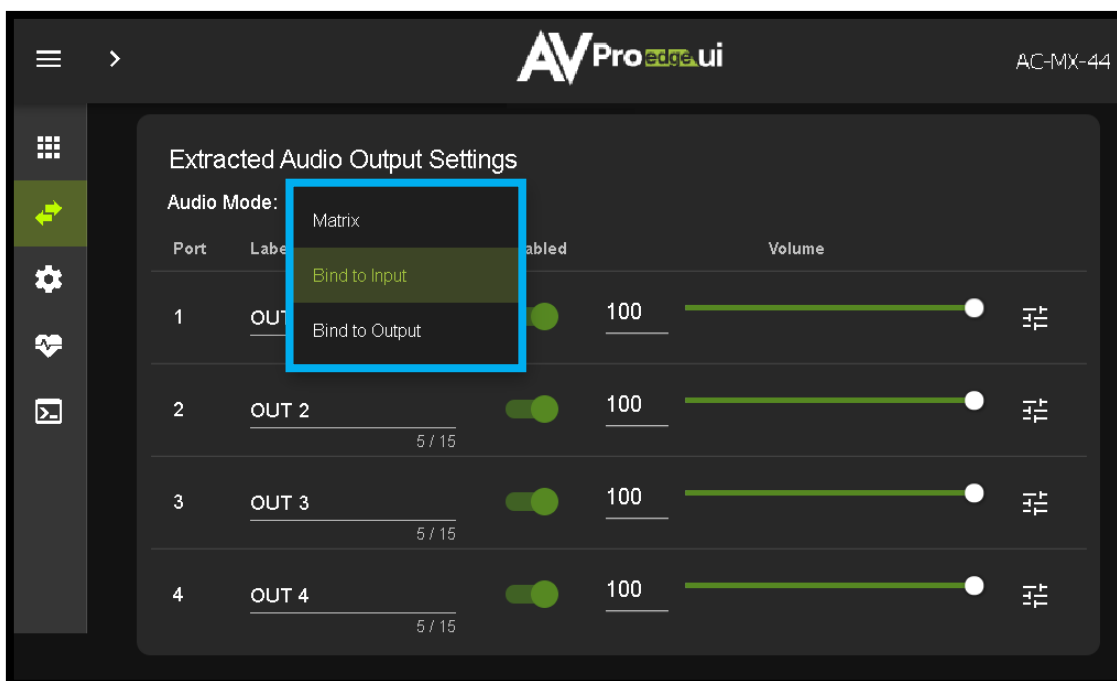 AVProedge.ui
AC-MX-44
Extracted Audio Output Settings
Audio Mode:
Matrix
Bind to Input
Bind to Output
Port Volume
1 100
2 OUT 2 100
5 / 15
3 OUT 3 100
5 / 15
4 OUT 4 100
5 / 15